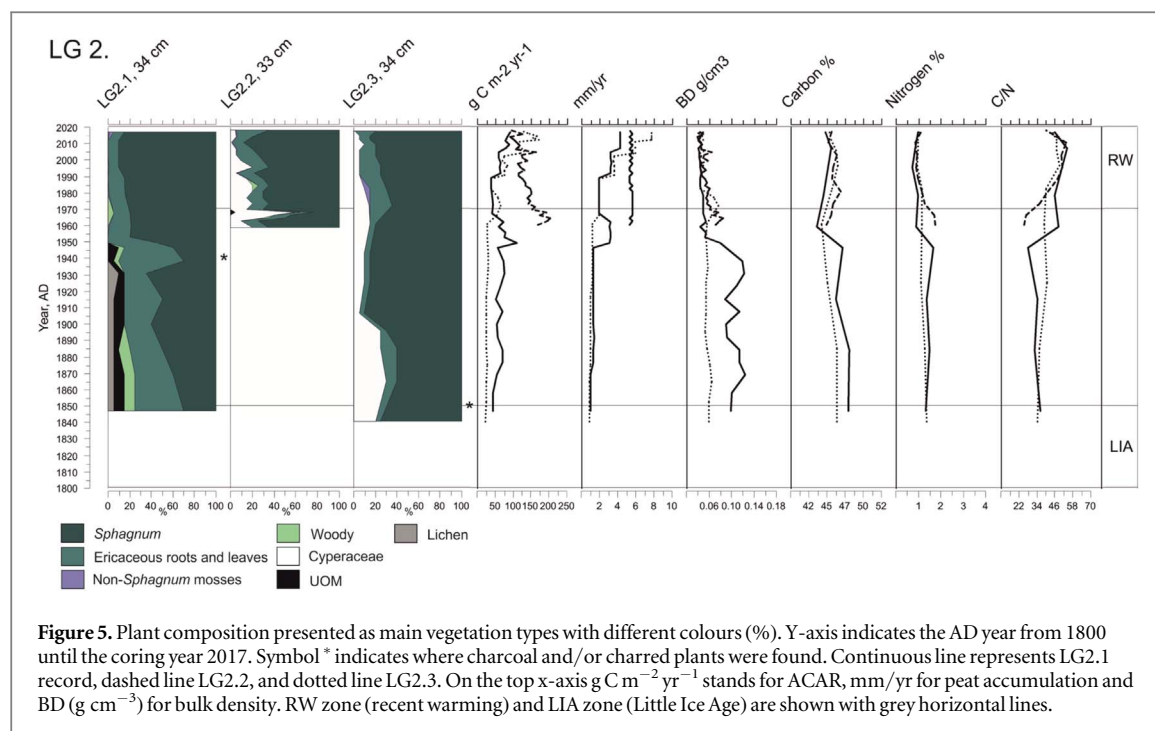 LG 2.
LG2.1, 34 cm
LG2.2, 33 cm
LG2.3, 34 cm
g C m-2 yr-1
mm/yr
BD g/cm3
Carbon %
Nitrogen %
C/N
Year, AD
2020
2010
2000
1990
1980
1970
1960
1950
1940
1930
1920
1910
1900
1890
1880
1870
1860
1850
1840
1830
1820
1810
1800
RW
LIA
*
*
0 20 40 60 80 100
%
0 20 40 60 80 100
%
0 20 40 60 80 100
%
50 100 150 200 250
2 4 6 8 10
0.06 0.10 0.14 0.18
42 45 47 50 52
1 2 3 4
22 34 46 58 70
Sphagnum
Ericaceous roots and leaves
Non-Sphagnum mosses
Woody
Cyperaceae
UOM
Lichen
Figure 5. Plant composition presented as main vegetation types with different colours (%). Y-axis indicates the AD year from 1800
until the coring year 2017. Symbol * indicates where charcoal and/or charred plants were found. Continuous line represents LG2.1
record, dashed line LG2.2, and dotted line LG2.3. On the top x-axis g C m⁻² yr⁻¹ stands for ACAR, mm/yr for peat accumulation and
BD (g cm⁻³) for bulk density. RW zone (recent warming) and LIA zone (Little Ice Age) are shown with grey horizontal lines.